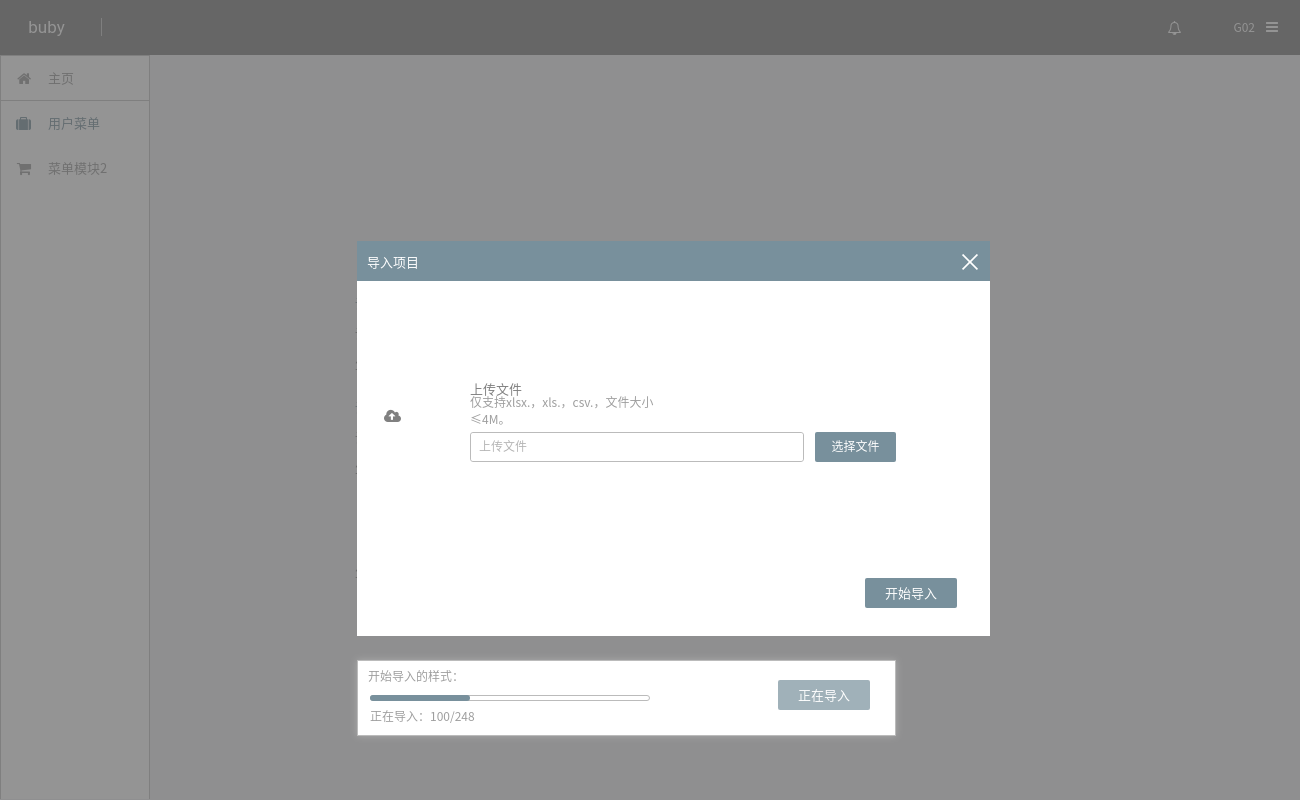 buby
G02
主页
用户菜单
菜单模块2
导入项目
上传文件
仅支持xlsx.，xls.，csv.，文件大小
≤4M。
上传文件
选择文件
开始导入
开始导入的样式：
正在导入
正在导入：100/248